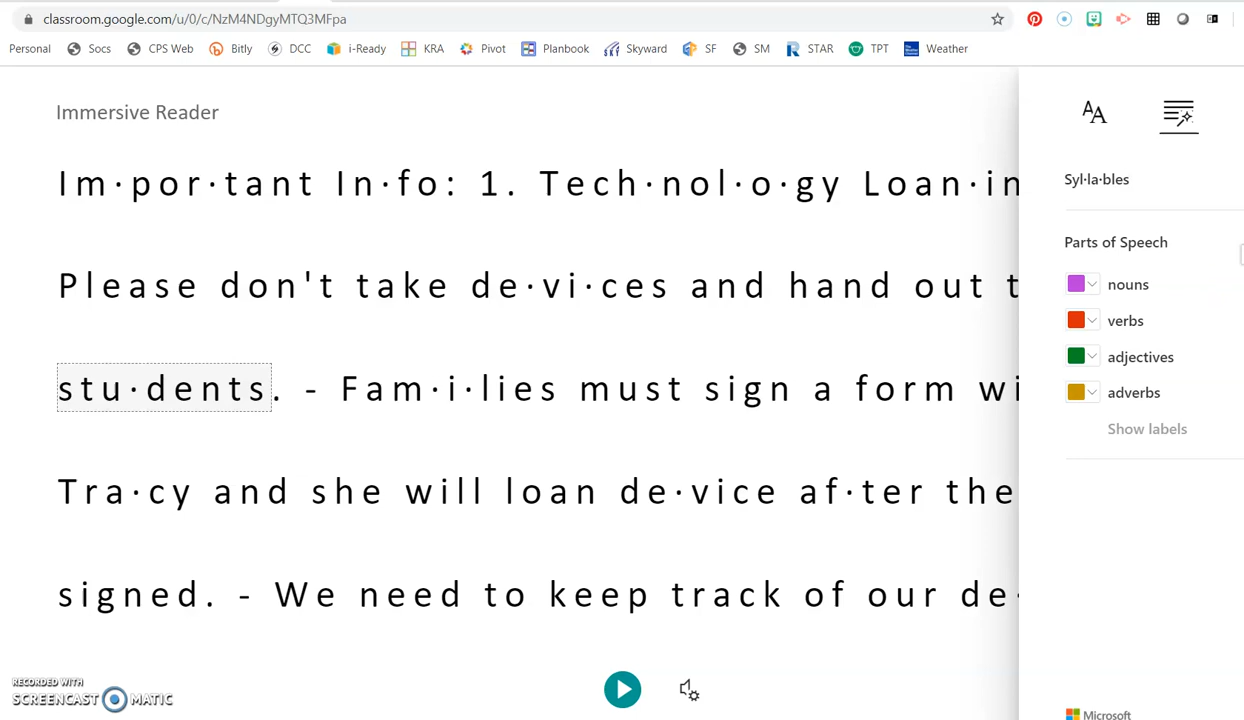 classroom.google.com/u/0/c/NzM4NDgyMTQ3MFpa
Personal Socs CPS Web Bitly DCC i-Ready KRA Pivot Planbook Skyward SF SM STAR TPT Weather
Immersive Reader
Im·por·tant In·fo: 1. Tech·nol·o·gy Loan·in
Please don't take de·vi·ces and hand out t
stu·dents. - Fam·i·lies must sign a form wi
Tra·cy and she will loan de·vice af·ter the
signed. - We need to keep track of our de·
AA
Syl·la·bles
Parts of Speech
nouns
verbs
adjectives
adverbs
Show labels
Microsoft
RECORDED WITH
SCREENCAST MATIC